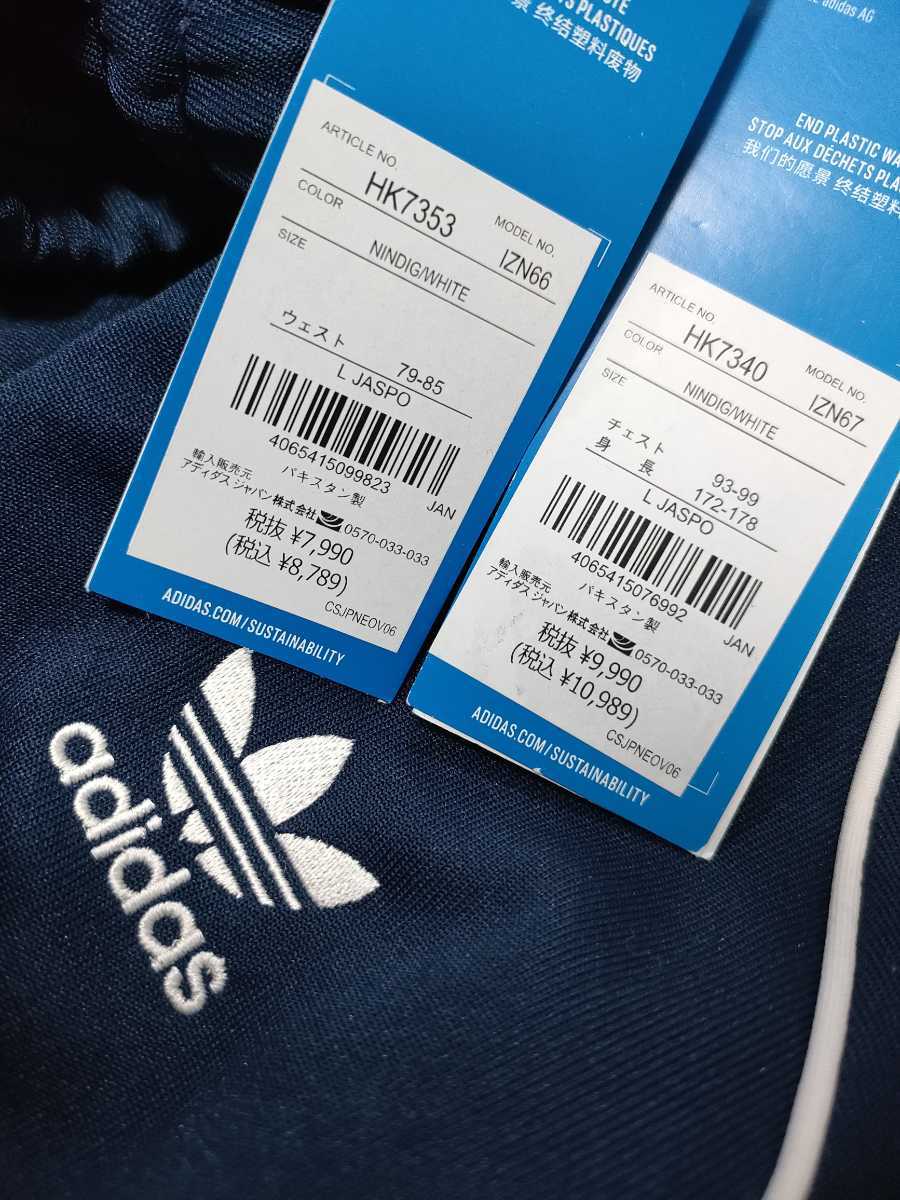 TS PLASTIQUES
景 终结塑料废物
ARTICLE NO.
HK7353
MODEL NO.
COLOR
IZN66
SIZE
NINDIG/WHITE
ウェスト 79-85
L JASPO
4065415099823
JAN
輸入販売元 パキスタン製
アディダス ジャパン株式会社 0570-033-033
税抜 ¥7,990
(税込 ¥8,789)
CSJPNEOV06
ADIDAS.COM/SUSTAINABILITY
adidas AG
END PLASTIC WA
STOP AUX DÉCHETS PLA
我们的愿景 终结塑料
ARTICLE NO.
HK7340
MODEL NO.
COLOR
IZN67
SIZE
NINDIG/WHITE
チェスト 93-99
身 長 172-178
L JASPO
4065415076992
JAN
輸入販売元 パキスタン製
アディダス ジャパン株式会社 0570-033-033
税抜 ¥9,990
(税込 ¥10,989)
CSJPNEOV06
ADIDAS.COM/SUSTAINABILITY
adidas